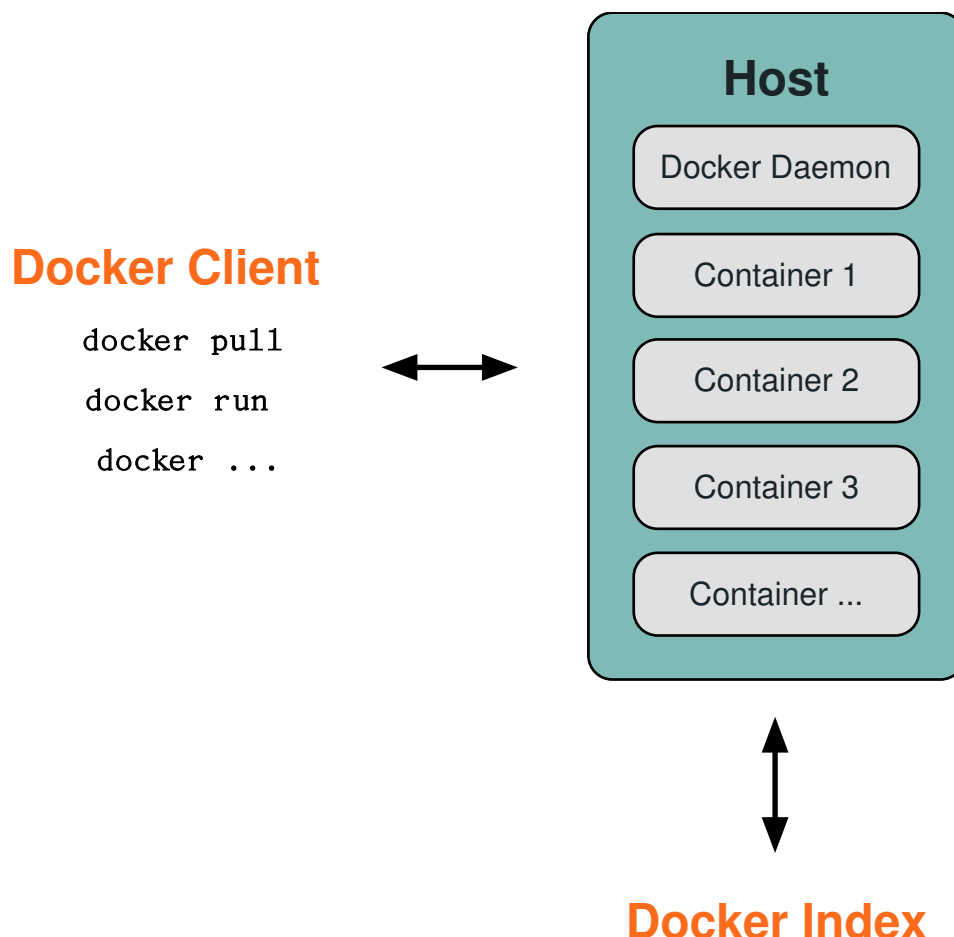 Host
Docker Daemon
Container 1
Container 2
Container 3
Container ...
Docker Client
docker pull
docker run
docker ...
Docker Index